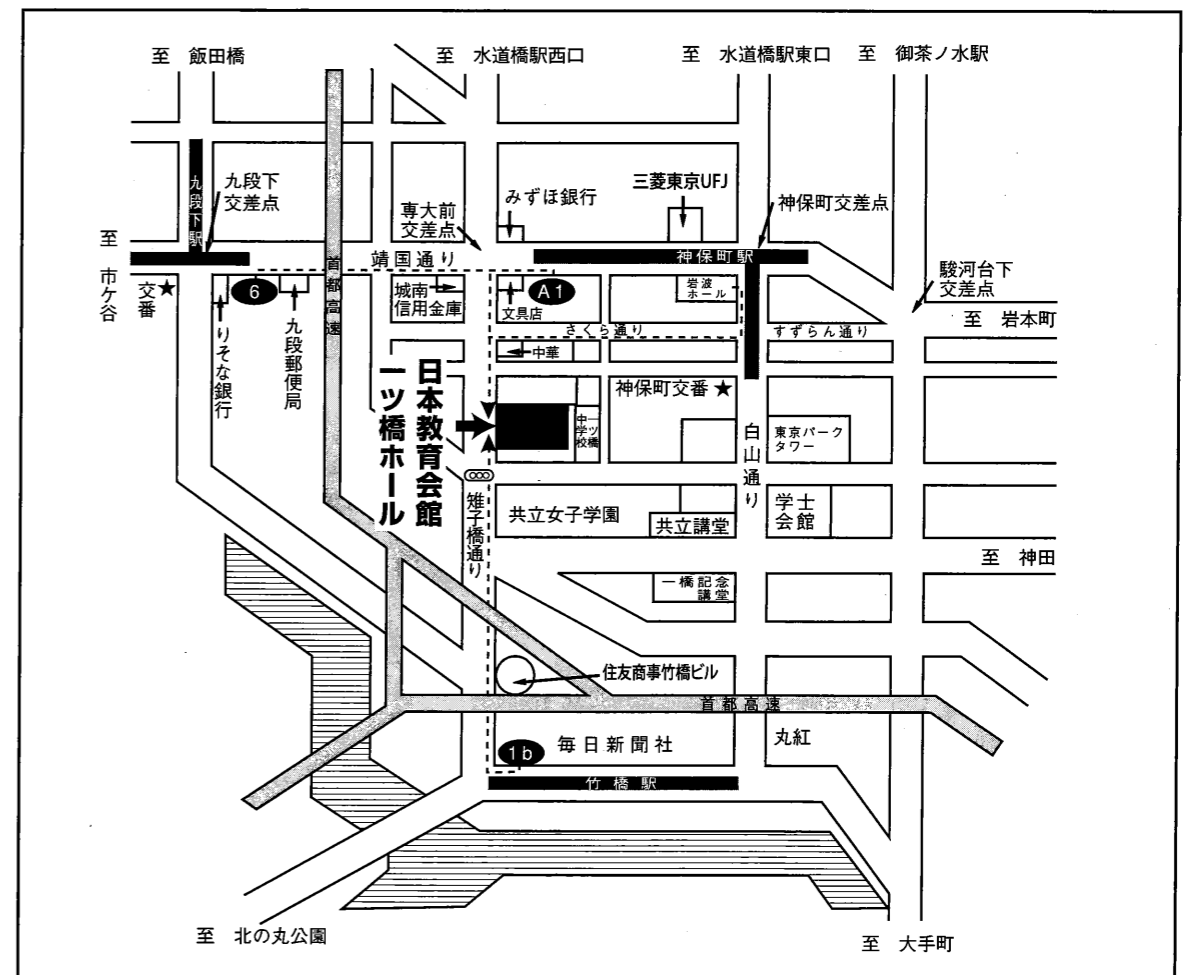 至 飯田橋
至 水道橋駅西口
至 水道橋駅東口
至 御茶ノ水駅
九段下駅
九段下
交差点
専大前
交差点
みずほ銀行
三菱東京UFJ
神保町交差点
至 市ケ谷
靖国通り
首都高速
神保町駅
駿河台下
交差点
交番★
6
A1
城南
信用金庫
文具店
岩波
ホール
至 岩本町
りそな銀行
九段郵便局
さくら通り
すずらん通り
中華
日本教育会館
一ツ橋ホール
神保町交番★
一ツ橋
中学校
白山通り
東京パーク
タワー
雉子橋通り
共立女子学園
共立講堂
学士
会館
至 神田
一橋記念
講堂
住友商事竹橋ビル
首都高速
1b
毎日新聞社
丸紅
竹橋駅
至 北の丸公園
至 大手町